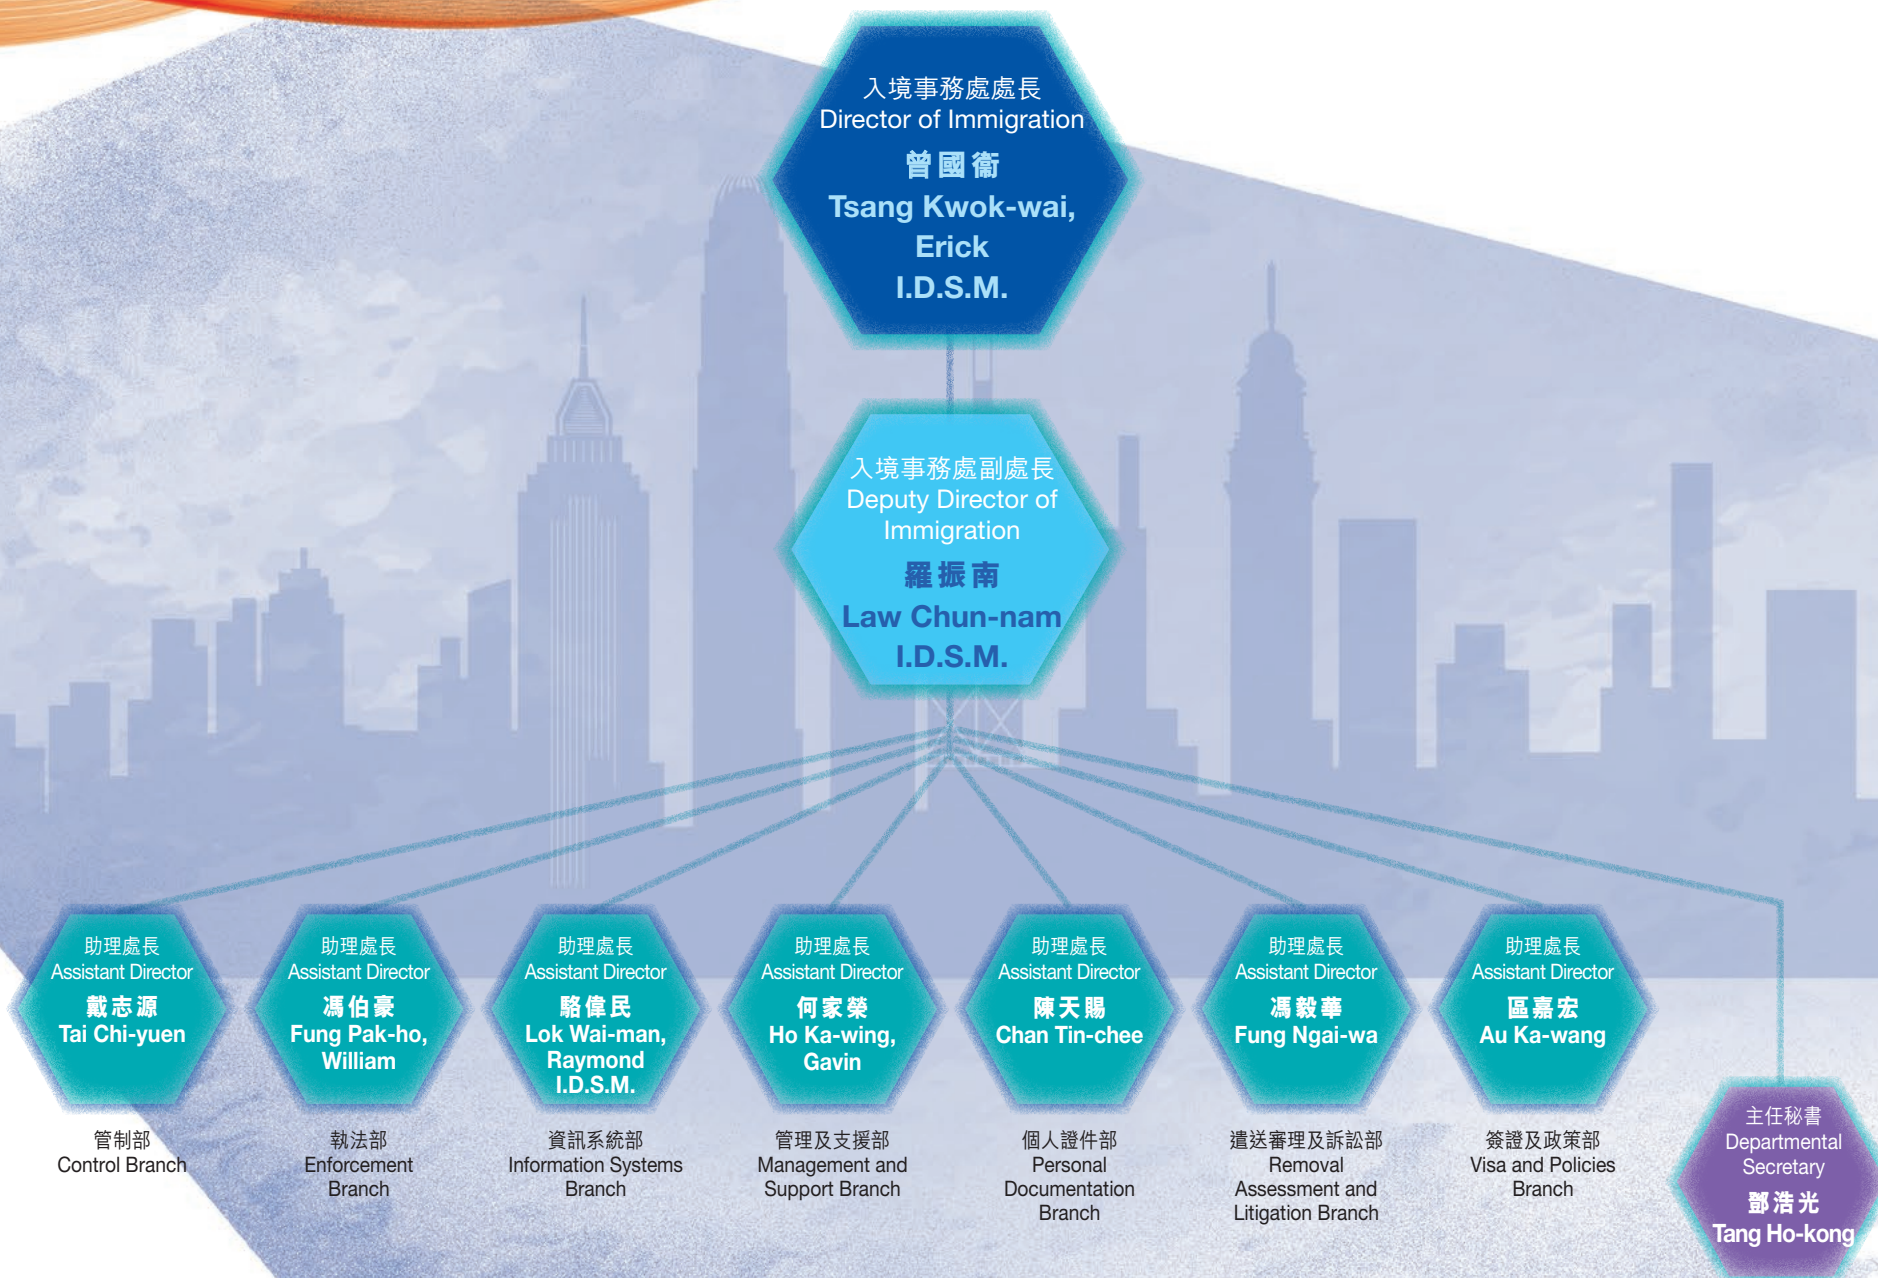 入境事務處處長
Director of Immigration
曾國衞
Tsang Kwok-wai,
Erick
I.D.S.M.
入境事務處副處長
Deputy Director of
Immigration
羅振南
Law Chun-nam
I.D.S.M.
助理處長
Assistant Director
戴志源
Tai Chi-yuen
管制部
Control Branch
助理處長
Assistant Director
馮伯豪
Fung Pak-ho,
William
執法部
Enforcement
Branch
助理處長
Assistant Director
駱偉民
Lok Wai-man,
Raymond
I.D.S.M.
資訊系統部
Information Systems
Branch
助理處長
Assistant Director
何家榮
Ho Ka-wing,
Gavin
管理及支援部
Management and
Support Branch
助理處長
Assistant Director
陳天賜
Chan Tin-chee
個人證件部
Personal
Documentation
Branch
助理處長
Assistant Director
馮毅華
Fung Ngai-wa
遣送審理及訴訟部
Removal
Assessment and
Litigation Branch
助理處長
Assistant Director
區嘉宏
Au Ka-wang
簽證及政策部
Visa and Policies
Branch
主任秘書
Departmental
Secretary
鄧浩光
Tang Ho-kong